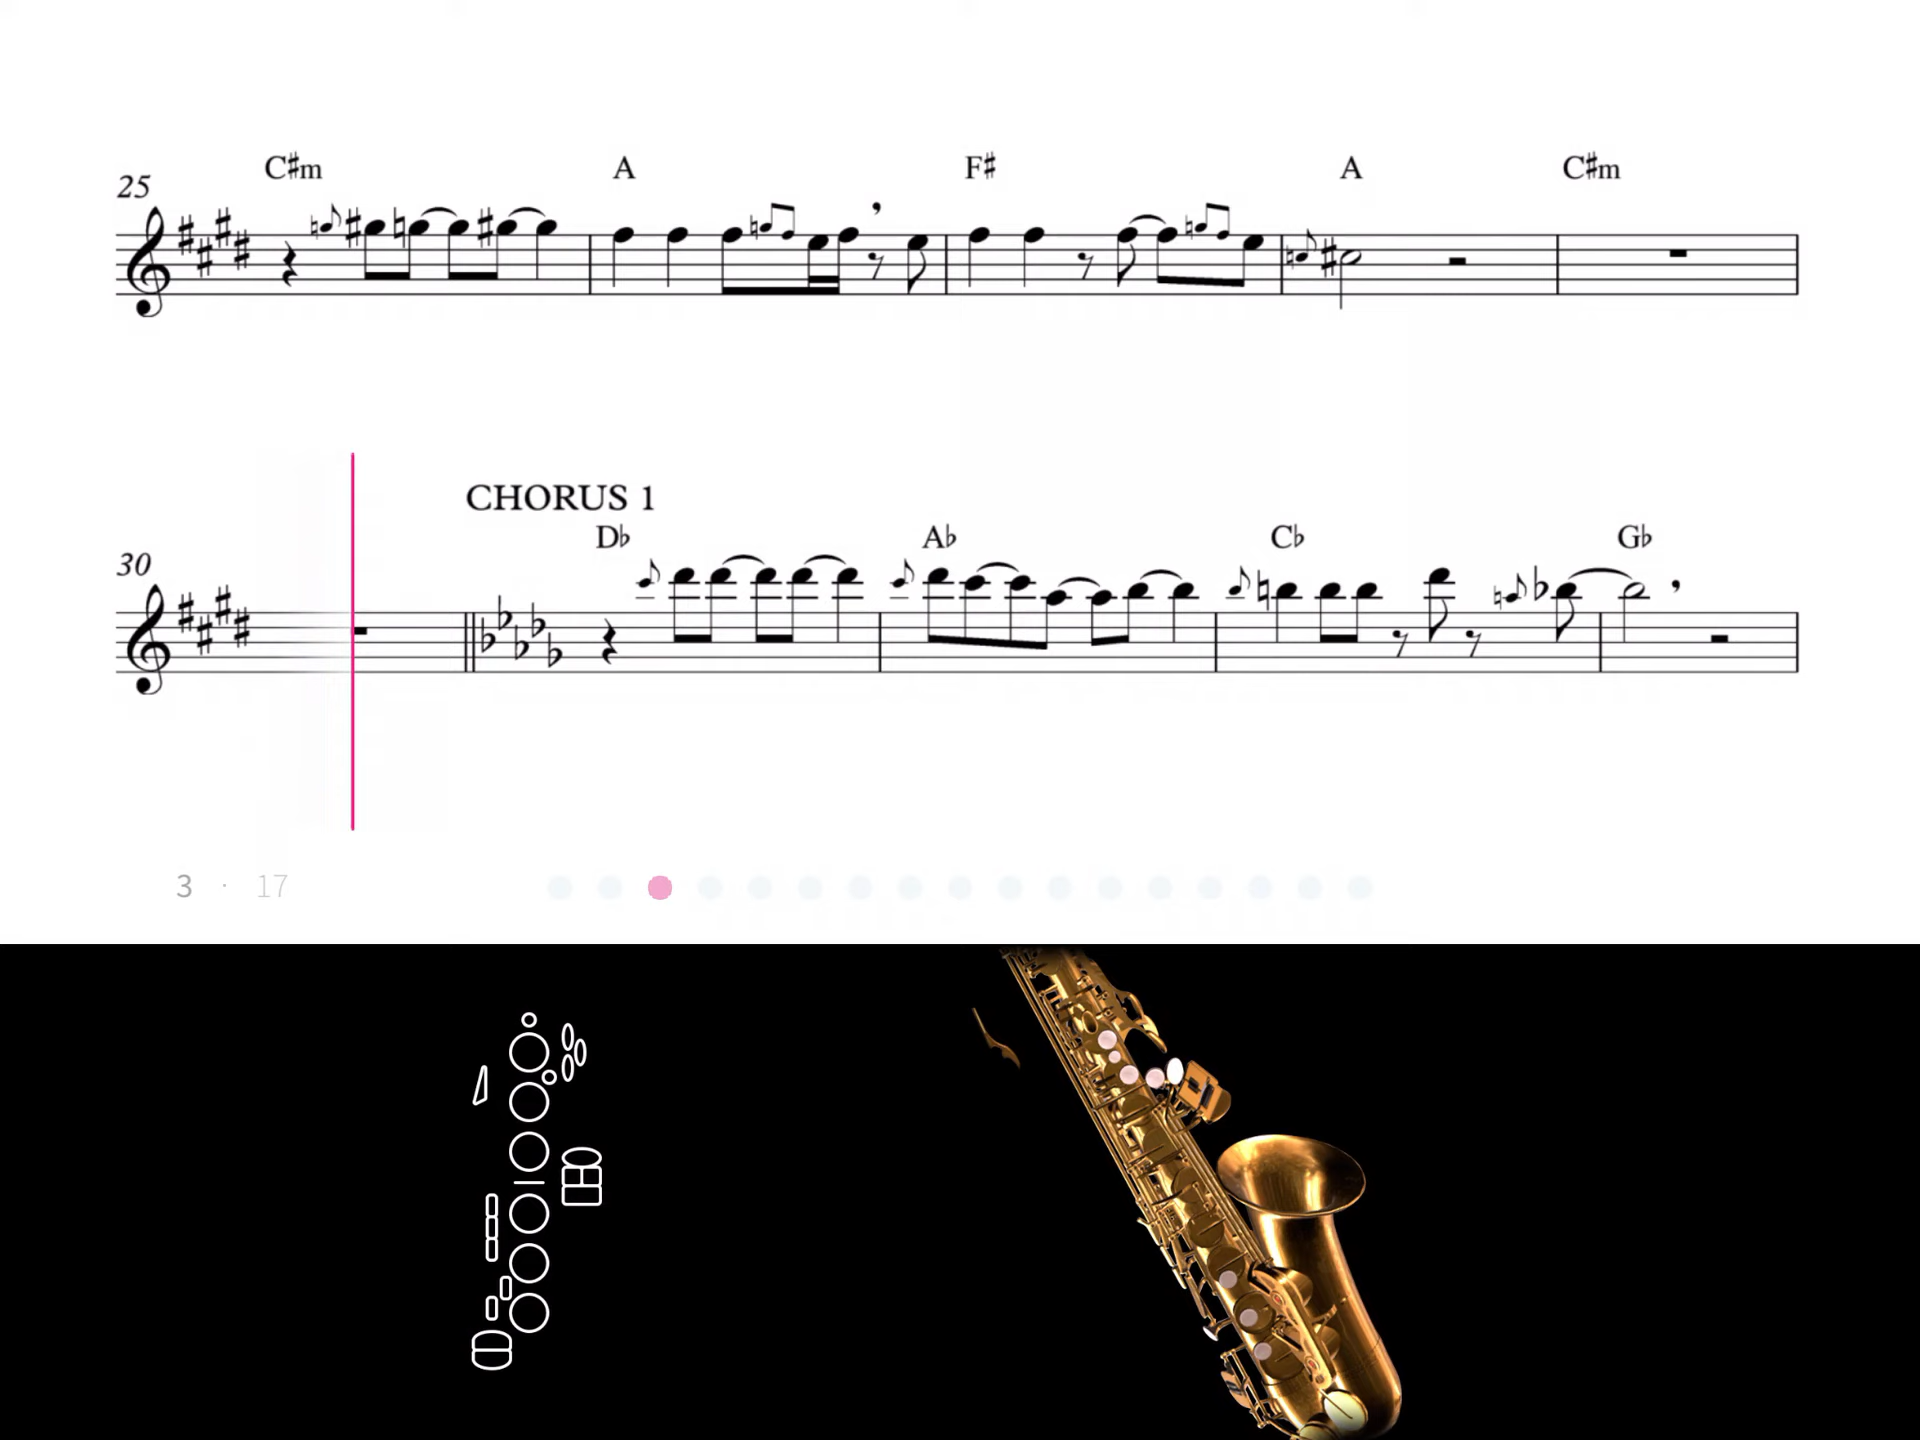 C♯m A F♯ A C♯m
25
CHORUS 1
D♭ A♭ C♭ G♭
30
3 · 17